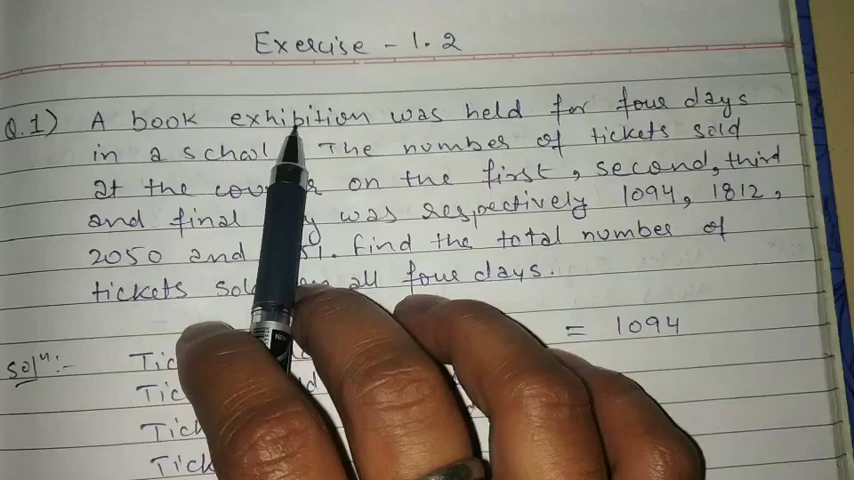 Exercise - 1.2
Q.1) A book exhibition was held for four days
in a school The number of tickets sold
at the on the first, second, third
and final was respectively 1094, 1812,
2050 and 51. Find the total number of
tickets all four days.
= 1094
Solⁿ:- Tic
Tic
Tic
Tick